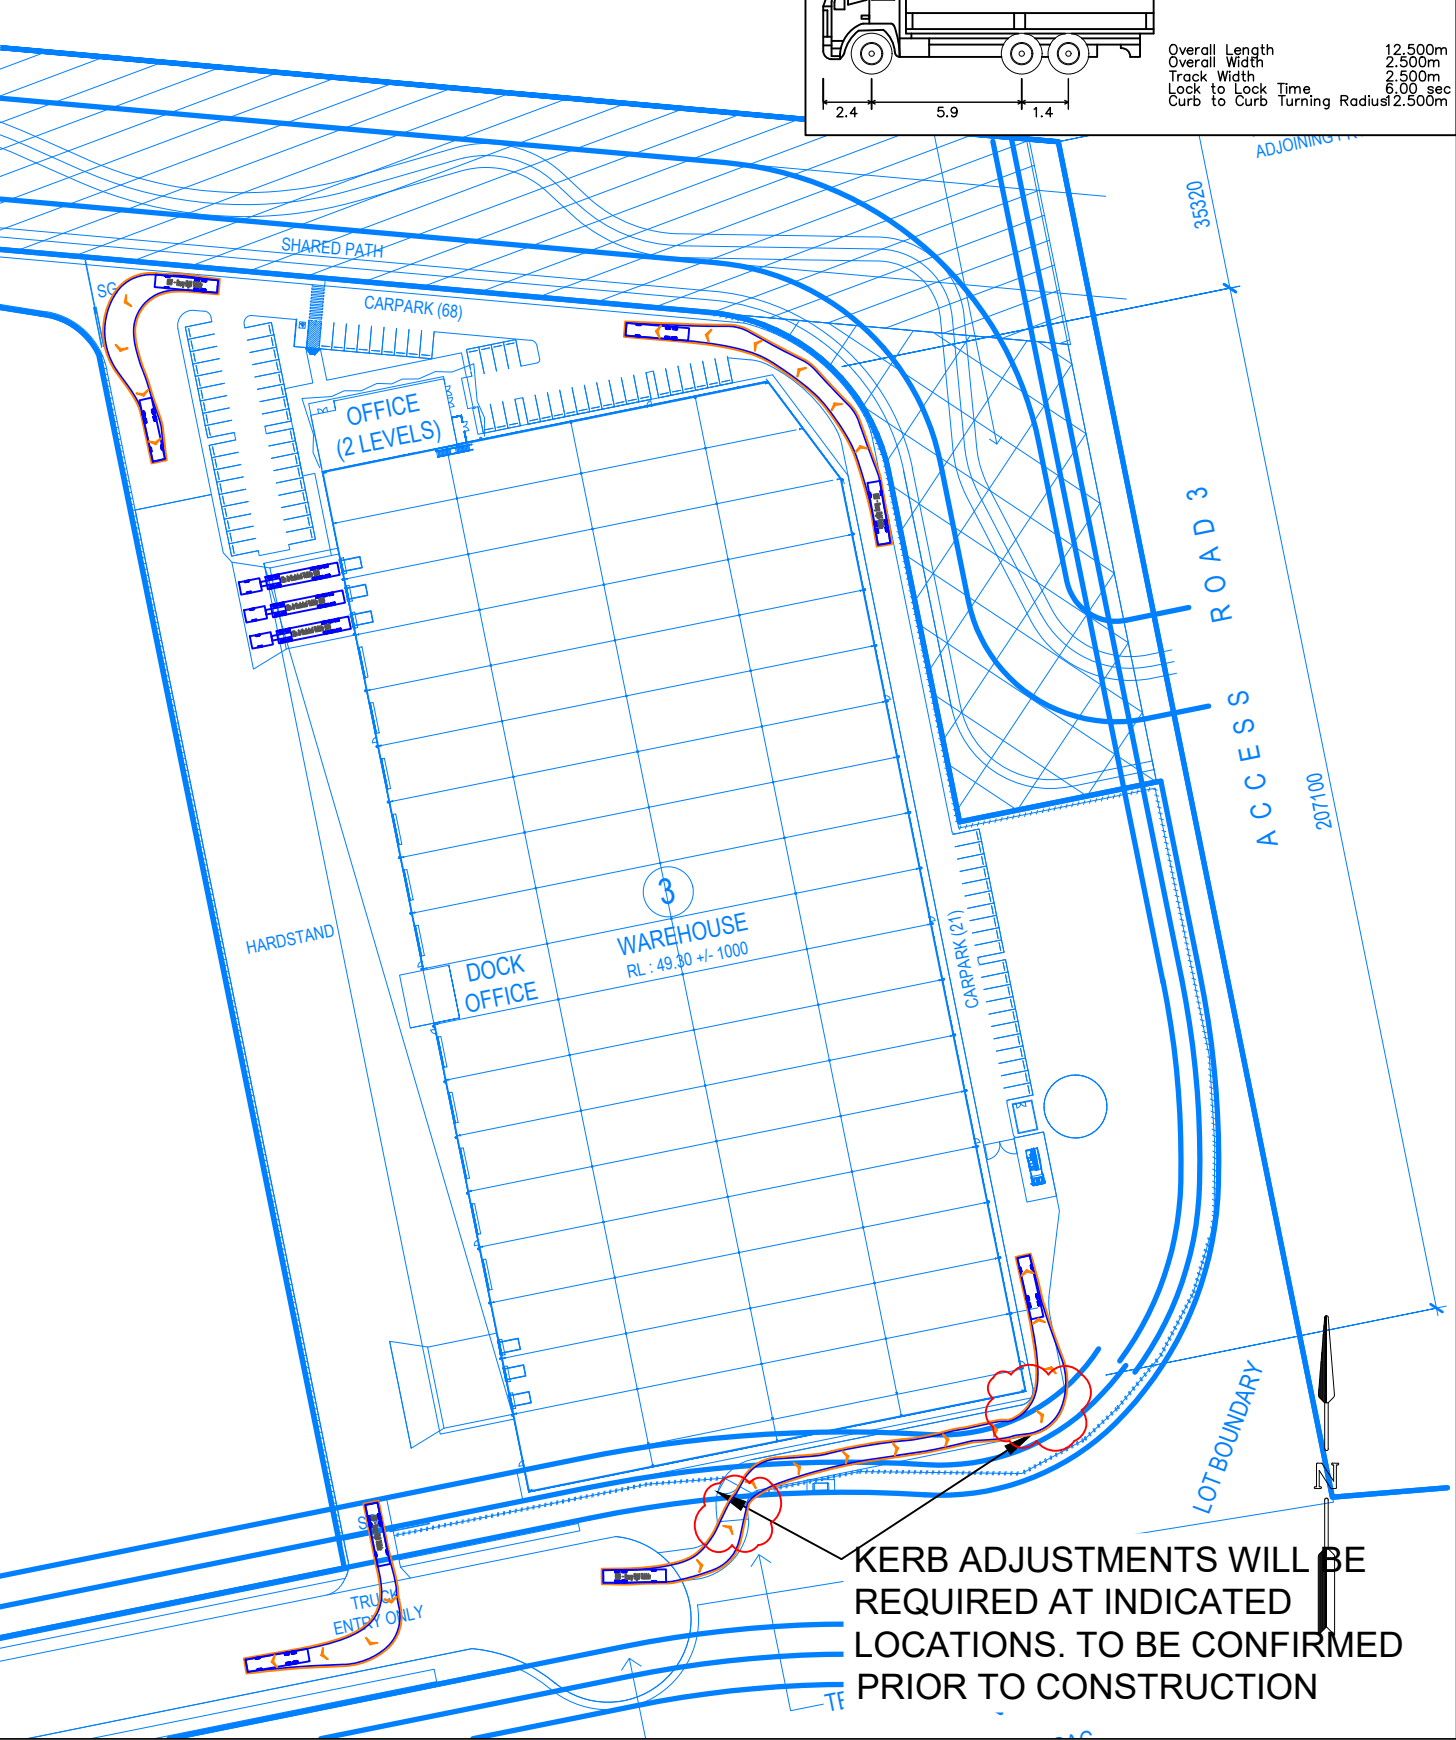 Overall Length 12.500m
Overall Width 2.500m
Track Width 2.500m
Lock to Lock Time 6.00 sec
Curb to Curb Turning Radius 12.500m
2.4
5.9
1.4
35320
SHARED PATH
SG
CARPARK (68)
OFFICE
(2 LEVELS)
ACCESS ROAD 3
207100
3
WAREHOUSE
RL : 49.30 +/- 1000
HARDSTAND
DOCK
OFFICE
CARPARK (21)
LOT BOUNDARY
N
TRUCK
ENTRY ONLY
KERB ADJUSTMENTS WILL BE
REQUIRED AT INDICATED
LOCATIONS. TO BE CONFIRMED
PRIOR TO CONSTRUCTION